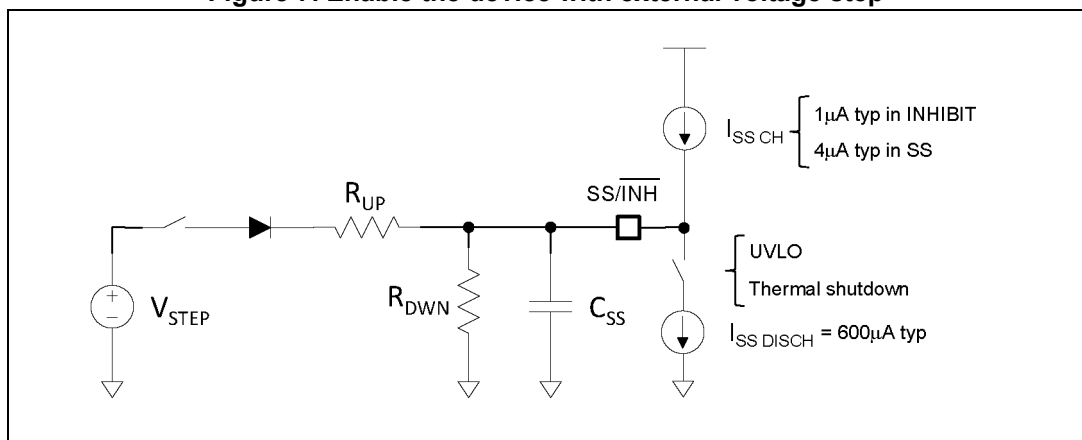 Figure 7. Enable the device with external voltage step
I SS CH
1μA typ in INHIBIT
4μA typ in SS
SS/INH
R UP
R DWN
C SS
V STEP
+
−
UVLO
Thermal shutdown
I SS DISCH = 600μA typ